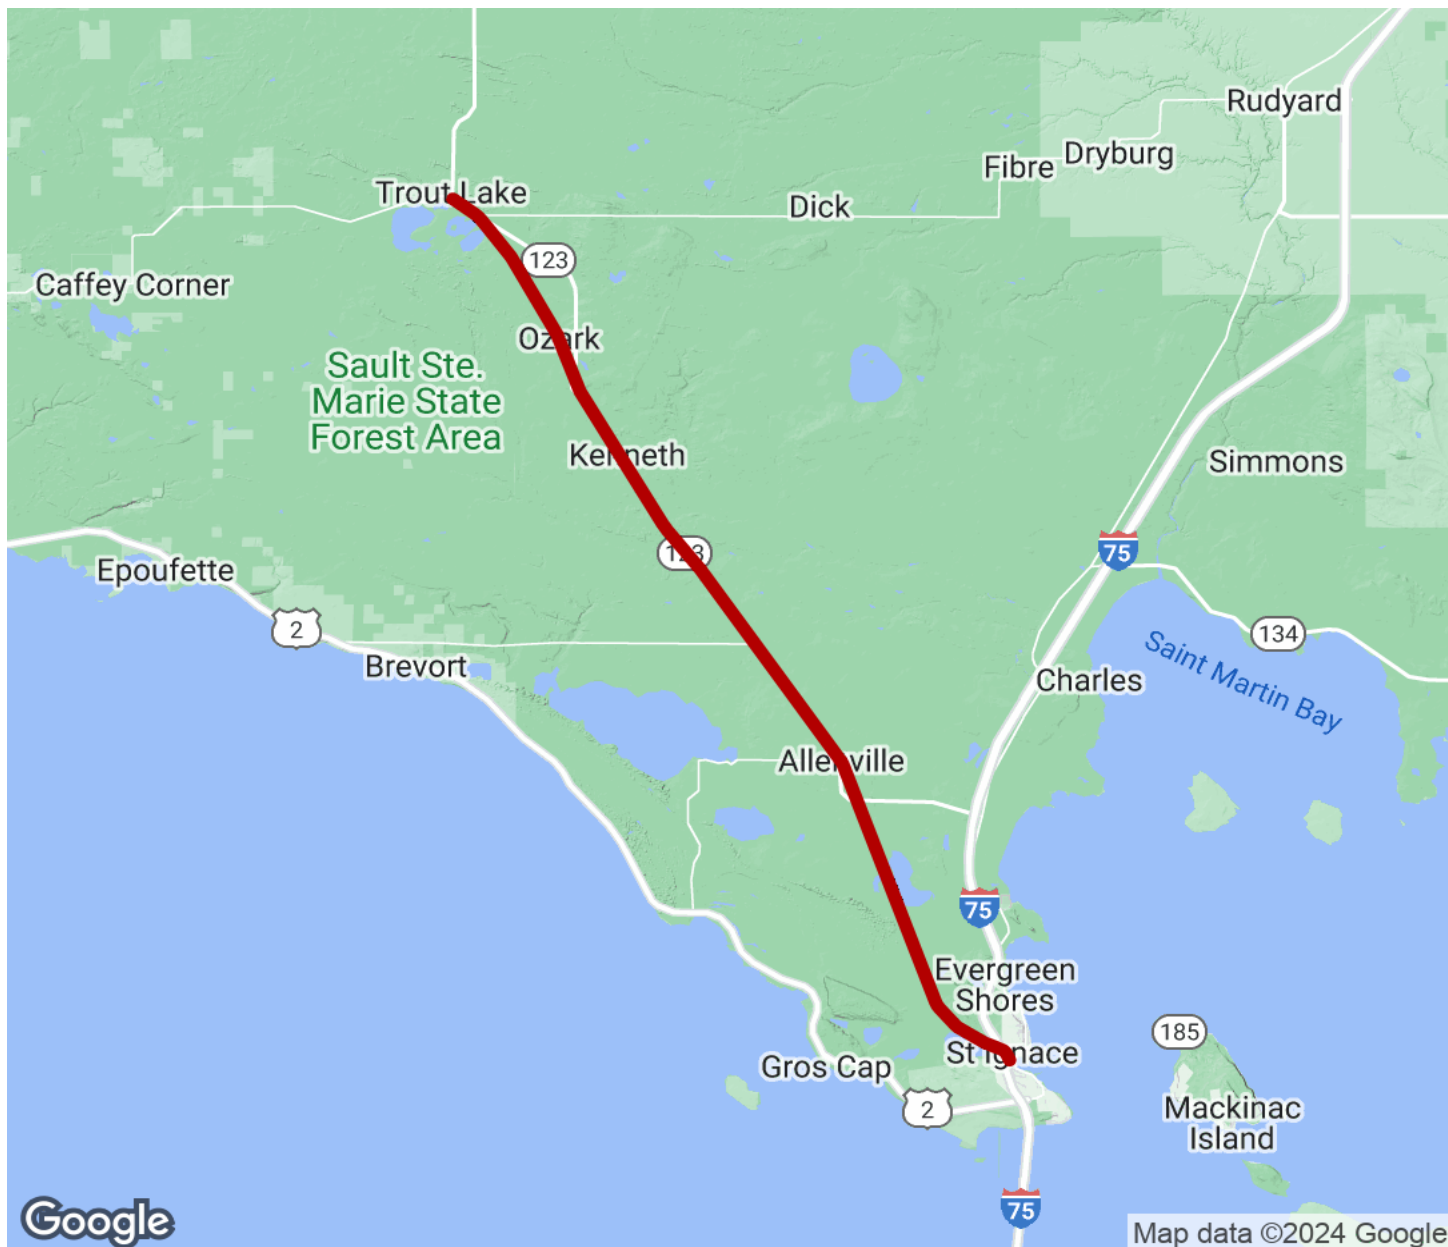 Rudyard
Dryburg
Fibre
Trout Lake
Dick
123
Caffey Corner
Ozark
Sault Ste.
Marie State
Forest Area
Kenneth
Simmons
123
75
Epoufette
2
134
Brevort
Saint Martin Bay
Charles
Allenville
75
Evergreen
Shores
185
St Ignace
Gros Cap
2
Mackinac
Island
75
Google
Map data ©2024 Google